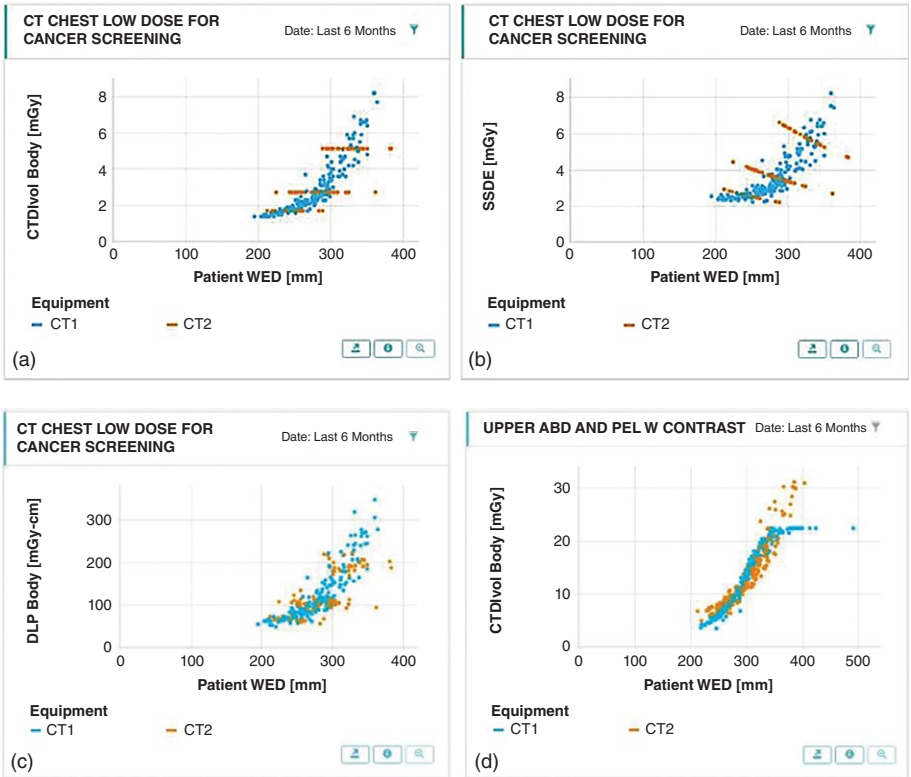 CT CHEST LOW DOSE FOR
CANCER SCREENING
Date: Last 6 Months
CTDIvol Body [mGy]
8
6
4
2
0
0 100 200 300 400
Patient WED [mm]
Equipment
CT1 CT2
(a)
CT CHEST LOW DOSE FOR
CANCER SCREENING
Date: Last 6 Months
SSDE [mGy]
8
6
4
2
0
0 100 200 300 400
Patient WED [mm]
Equipment
CT1 CT2
(b)
CT CHEST LOW DOSE FOR
CANCER SCREENING
Date: Last 6 Months
DLP Body [mGy-cm]
300
200
100
0
0 100 200 300 400
Patient WED [mm]
Equipment
CT1 CT2
(c)
UPPER ABD AND PEL W CONTRAST Date: Last 6 Months
CTDIvol Body [mGy]
30
20
10
0
0 100 200 300 400 500
Patient WED [mm]
Equipment
CT1 CT2
(d)